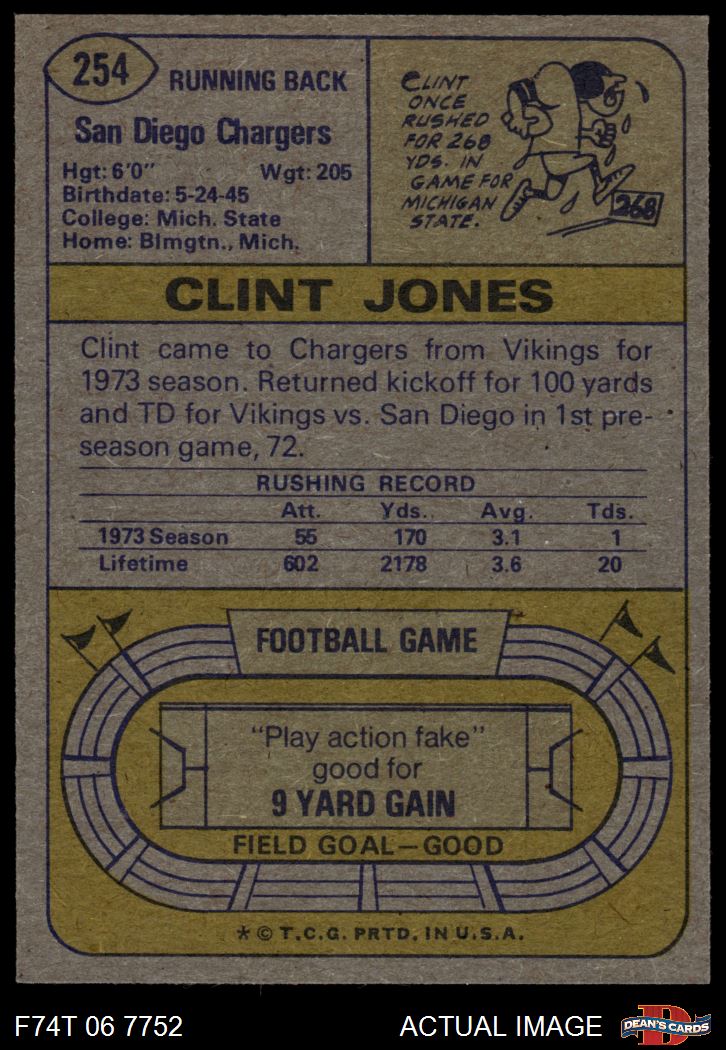 254
RUNNING BACK
San Diego Chargers
Hgt: 6'0" Wgt: 205
Birthdate: 5-24-45
College: Mich. State
Home: Blmgtn., Mich.
CLINT
ONCE
RUSHED
FOR 268
YDS. IN
GAME FOR
MICHIGAN
STATE.
268
CLINT JONES
Clint came to Chargers from Vikings for
1973 season. Returned kickoff for 100 yards
and TD for Vikings vs. San Diego in 1st pre-
season game, 72.
RUSHING RECORD
Att. Yds. Avg. Tds.
1973 Season 55 170 3.1 1
Lifetime 602 2178 3.6 20
FOOTBALL GAME
"Play action fake"
good for
9 YARD GAIN
FIELD GOAL—GOOD
* © T.C.G. PRTD. IN U.S.A.
F74T 06 7752 ACTUAL IMAGE
D
DEAN'S CARDS